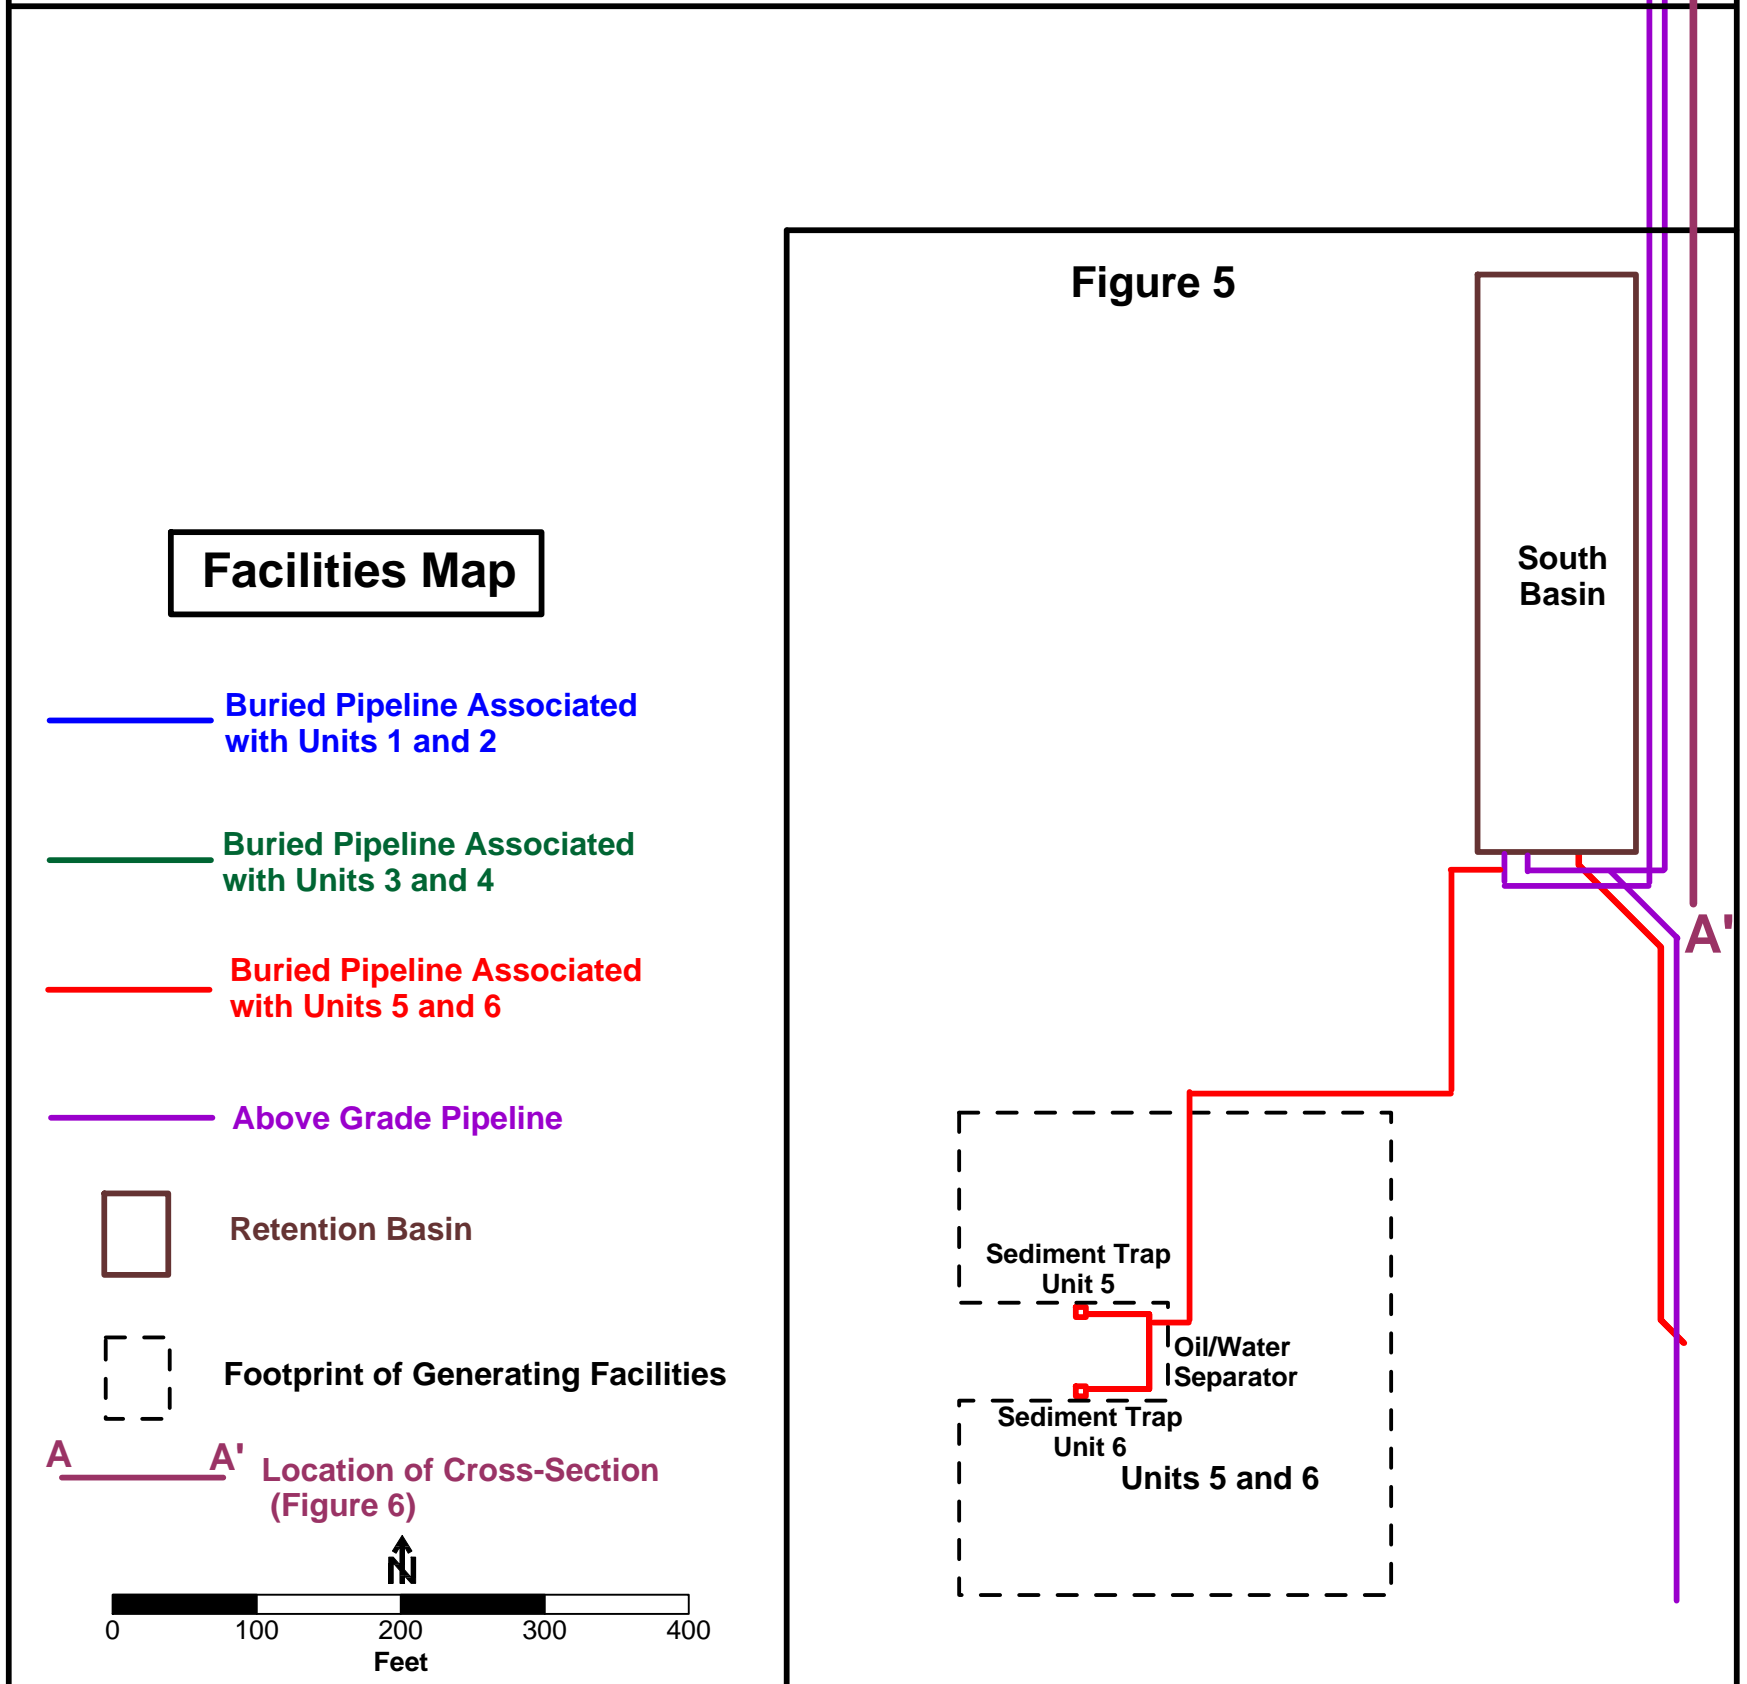 Figure 5
South
Basin
Facilities Map
Buried Pipeline Associated
with Units 1 and 2
Buried Pipeline Associated
with Units 3 and 4
Buried Pipeline Associated
with Units 5 and 6
Above Grade Pipeline
Retention Basin
Footprint of Generating Facilities
A A' Location of Cross-Section
(Figure 6)
N
0 100 200 300 400
Feet
A'
Sediment Trap
Unit 5
Oil/Water
Separator
Sediment Trap
Unit 6
Units 5 and 6